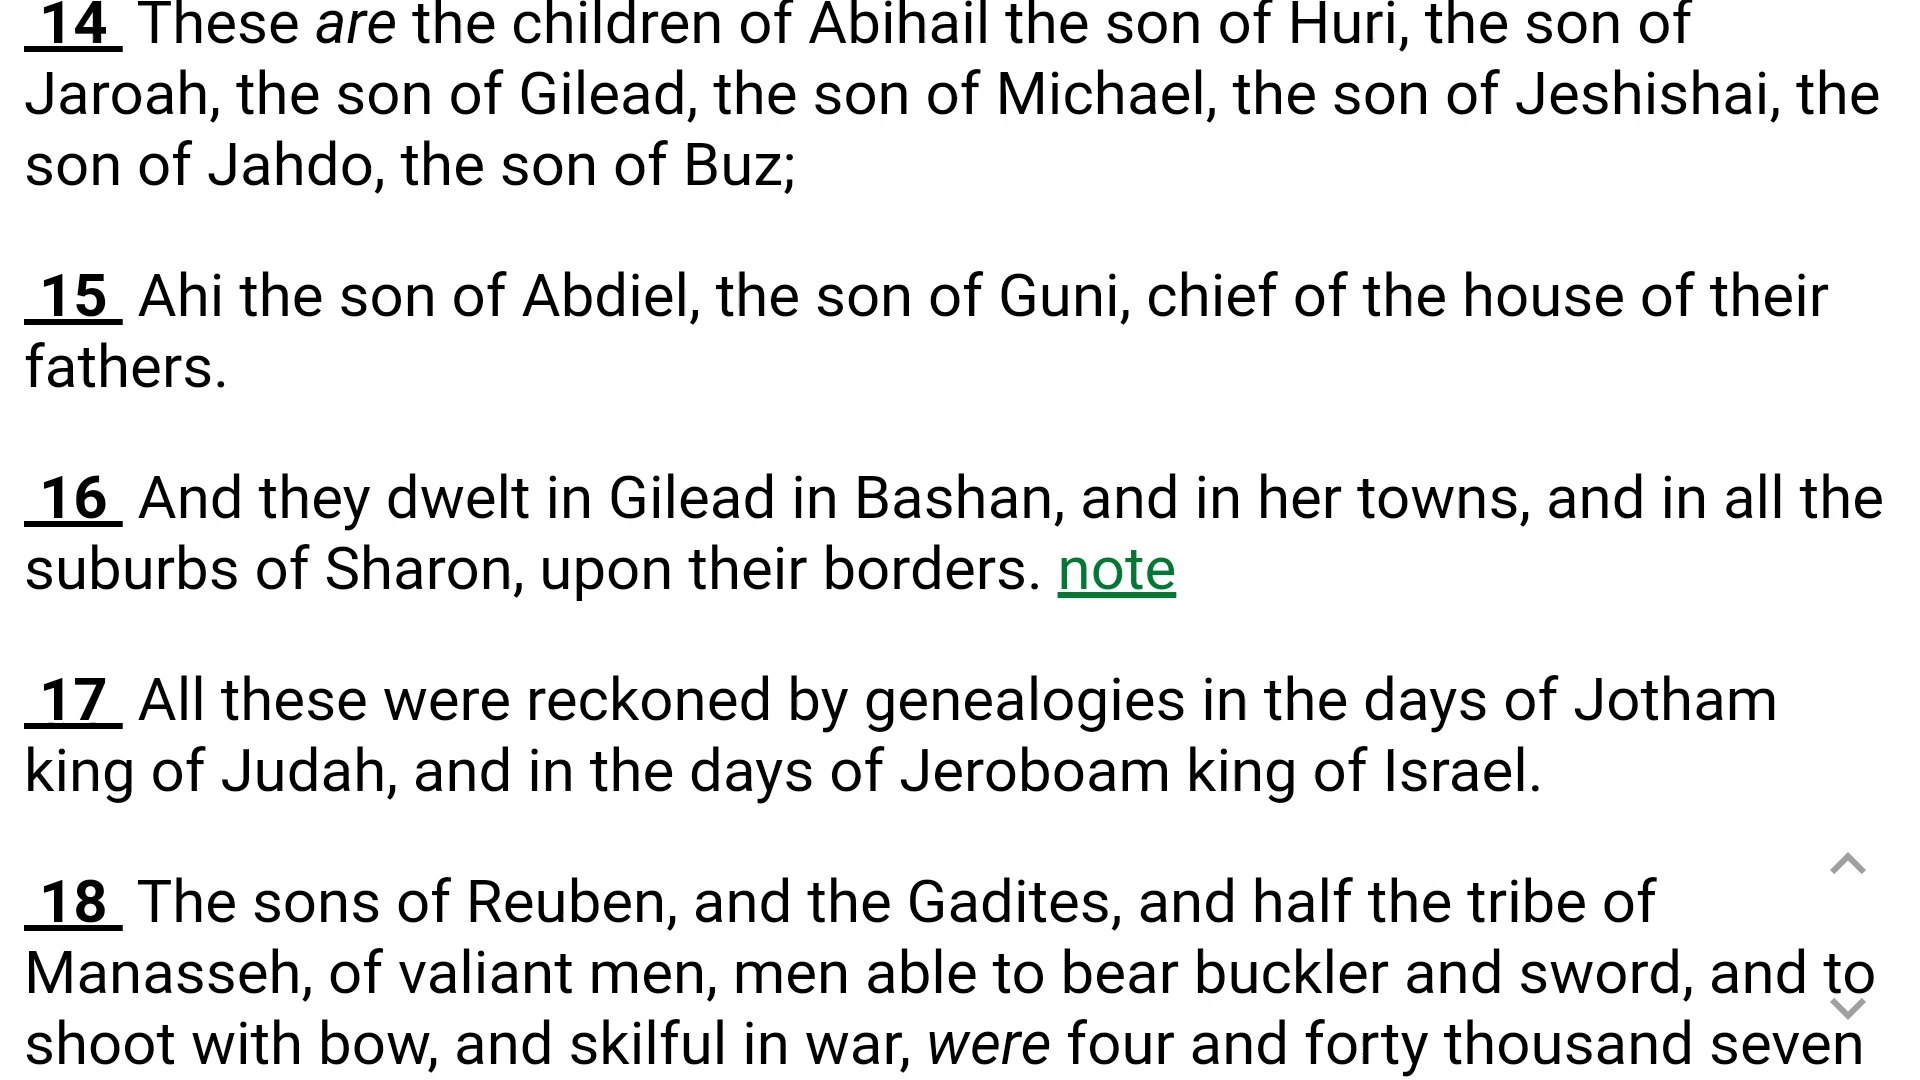 14 These are the children of Abihail the son of Huri, the son of
Jaroah, the son of Gilead, the son of Michael, the son of Jeshishai, the
son of Jahdo, the son of Buz;
15 Ahi the son of Abdiel, the son of Guni, chief of the house of their
fathers.
16 And they dwelt in Gilead in Bashan, and in her towns, and in all the
suburbs of Sharon, upon their borders. note
17 All these were reckoned by genealogies in the days of Jotham
king of Judah, and in the days of Jeroboam king of Israel.
18 The sons of Reuben, and the Gadites, and half the tribe of
Manasseh, of valiant men, men able to bear buckler and sword, and to
shoot with bow, and skilful in war, were four and forty thousand seven